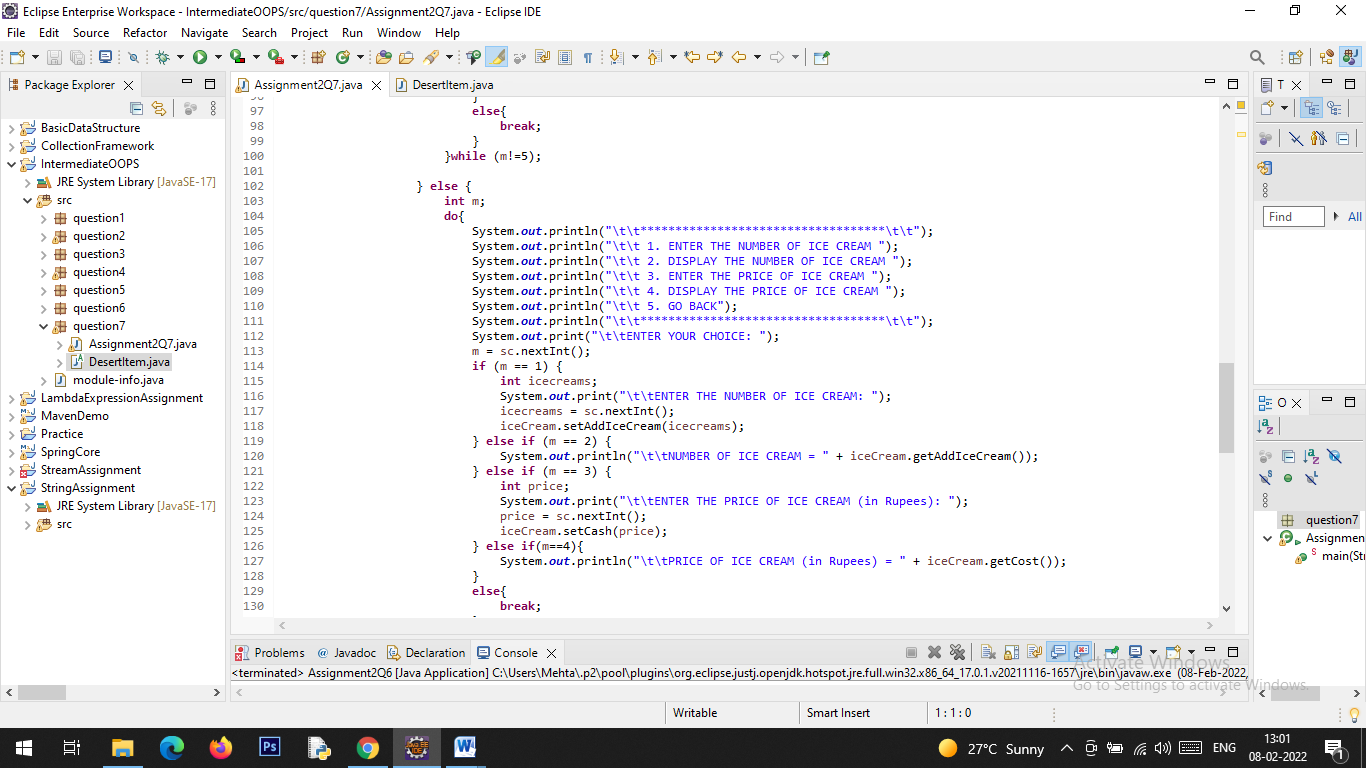 Eclipse Enterprise Workspace - IntermediateOOPS/src/question7/Assignment2Q7.java - Eclipse IDE
File Edit Source Refactor Navigate Search Project Run Window Help
Package Explorer
BasicDataStructure
CollectionFramework
IntermediateOOPS
JRE System Library [JavaSE-17]
src
question1
question2
question3
question4
question5
question6
question7
Assignment2Q7.java
DesertItem.java
module-info.java
LambdaExpressionAssignment
MavenDemo
Practice
SpringCore
StreamAssignment
StringAssignment
JRE System Library [JavaSE-17]
src
Assignment2Q7.java DesertItem.java
96 }
97 else{
98 break;
99 }
100 }while (m!=5);
101
102 } else {
103 int m;
104 do{
105 System.out.println("\t\t***********************************\t\t");
106 System.out.println("\t\t 1. ENTER THE NUMBER OF ICE CREAM ");
107 System.out.println("\t\t 2. DISPLAY THE NUMBER OF ICE CREAM ");
108 System.out.println("\t\t 3. ENTER THE PRICE OF ICE CREAM ");
109 System.out.println("\t\t 4. DISPLAY THE PRICE OF ICE CREAM ");
110 System.out.println("\t\t 5. GO BACK");
111 System.out.println("\t\t***********************************\t\t");
112 System.out.print("\t\tENTER YOUR CHOICE: ");
113 m = sc.nextInt();
114 if (m == 1) {
115 int icecreams;
116 System.out.print("\t\tENTER THE NUMBER OF ICE CREAM: ");
117 icecreams = sc.nextInt();
118 iceCream.setAddIceCream(icecreams);
119 } else if (m == 2) {
120 System.out.println("\t\tNUMBER OF ICE CREAM = " + iceCream.getAddIceCream());
121 } else if (m == 3) {
122 int price;
123 System.out.print("\t\tENTER THE PRICE OF ICE CREAM (in Rupees): ");
124 price = sc.nextInt();
125 iceCream.setCash(price);
126 } else if(m==4){
127 System.out.println("\t\tPRICE OF ICE CREAM (in Rupees) = " + iceCream.getCost());
128 }
129 else{
130 break;
T
Find All
O
question7
Assignmen
main(Stri
Problems @ Javadoc Declaration Console
<terminated> Assignment2Q6 [Java Application] C:\Users\Mehta\.p2\pool\plugins\org.eclipse.justj.openjdk.hotspot.jre.full.win32.x86_64_17.0.1.v20211116-1657\jre\bin\javaw.exe (08-Feb-2022,
Activate Windows
Go to Settings to activate Windows.
Writable Smart Insert 1 : 1 : 0
Ps W JAVA EE IDE 27°C Sunny ENG 13:01
08-02-2022 1